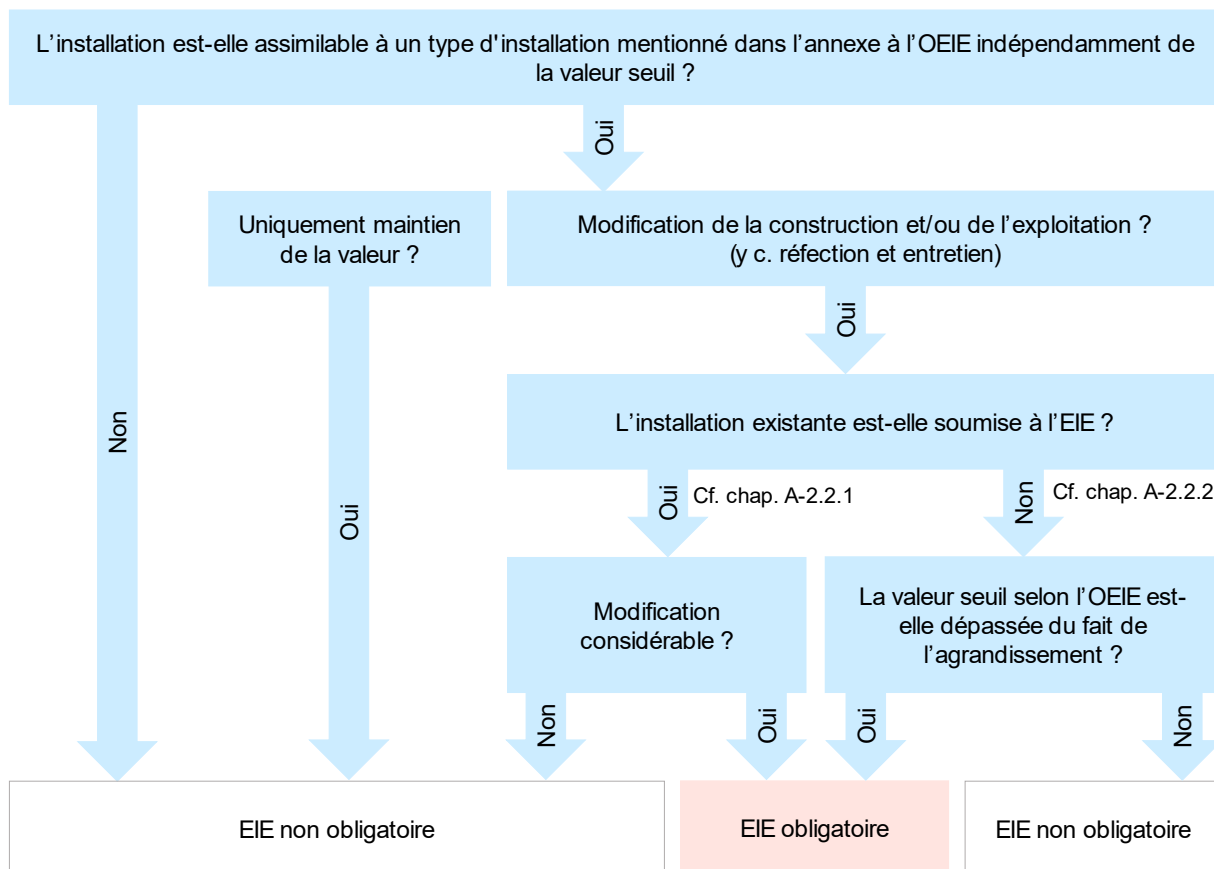 L'installation est-elle assimilable à un type d'installation mentionné dans l'annexe à l'OEIE indépendamment de
la valeur seuil ?
Oui
Non
Uniquement maintien
de la valeur ?
Modification de la construction et/ou de l'exploitation ?
(y c. réfection et entretien)
Oui
Oui
L'installation existante est-elle soumise à l'EIE ?
Oui
Cf. chap. A-2.2.1
Non
Cf. chap. A-2.2.2
Modification
considérable ?
La valeur seuil selon l'OEIE est-
elle dépassée du fait de
l'agrandissement ?
Non
Oui
Oui
Non
EIE non obligatoire
EIE obligatoire
EIE non obligatoire